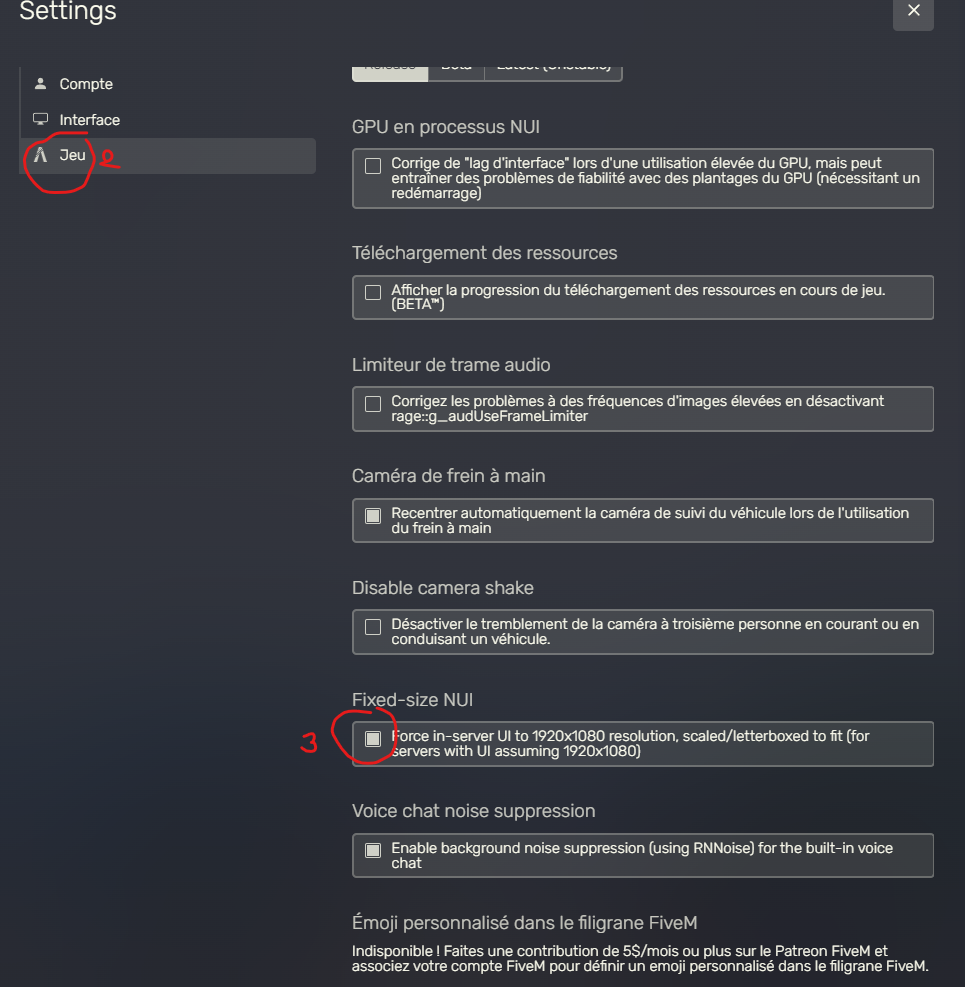 Settings
Compte
Interface
Jeu
Release Beta Latest (Unstable)
GPU en processus NUI
Corrige de "lag d'interface" lors d'une utilisation élevée du GPU, mais peut
entraîner des problèmes de fiabilité avec des plantages du GPU (nécessitant un
redémarrage)
Téléchargement des ressources
Afficher la progression du téléchargement des ressources en cours de jeu.
(BETA™)
Limiteur de trame audio
Corrigez les problèmes à des fréquences d'images élevées en désactivant
rage::g_audUseFrameLimiter
Caméra de frein à main
Recentrer automatiquement la caméra de suivi du véhicule lors de l'utilisation
du frein à main
Disable camera shake
Désactiver le tremblement de la caméra à troisième personne en courant ou en
conduisant un véhicule.
Fixed-size NUI
3
Force in-server UI to 1920x1080 resolution, scaled/letterboxed to fit (for
servers with UI assuming 1920x1080)
Voice chat noise suppression
Enable background noise suppression (using RNNoise) for the built-in voice
chat
Émoji personnalisé dans le filigrane FiveM
Indisponible ! Faites une contribution de 5$/mois ou plus sur le Patreon FiveM et
associez votre compte FiveM pour définir un emoji personnalisé dans le filigrane FiveM.